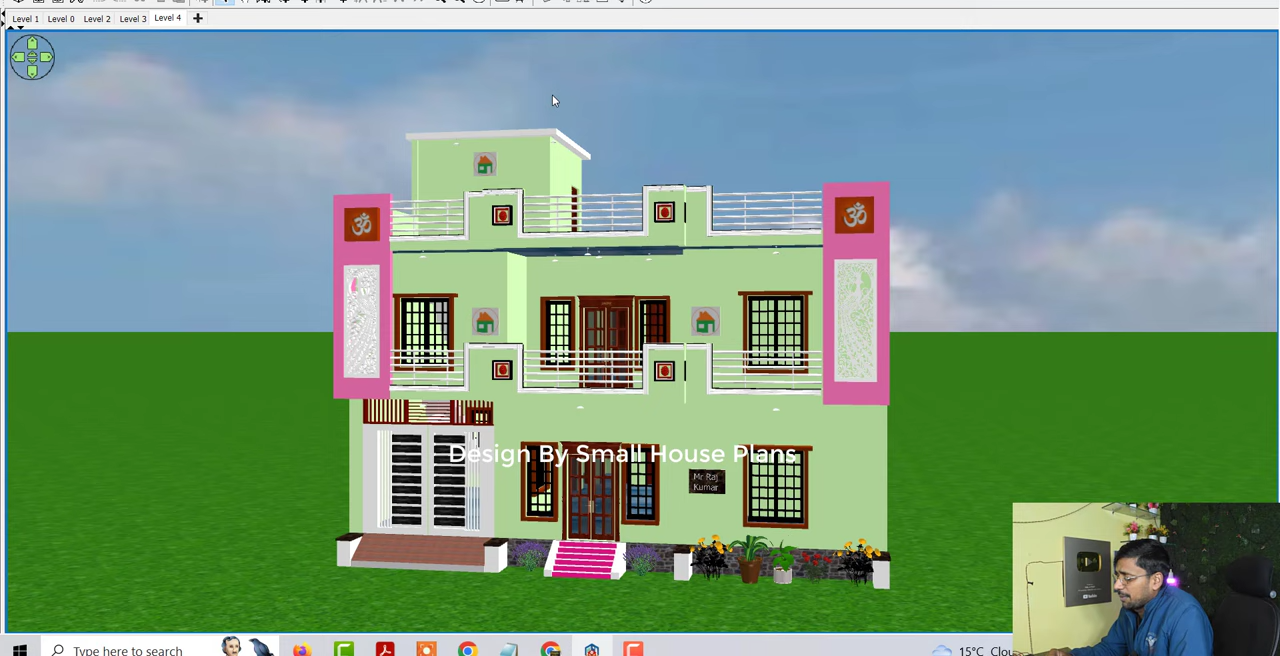 Level 1
Level 0
Level 2
Level 3
Level 4
ॐ
ॐ
Design By Small House Plans
Mr Raj
Kumar
Type here to search
15°C